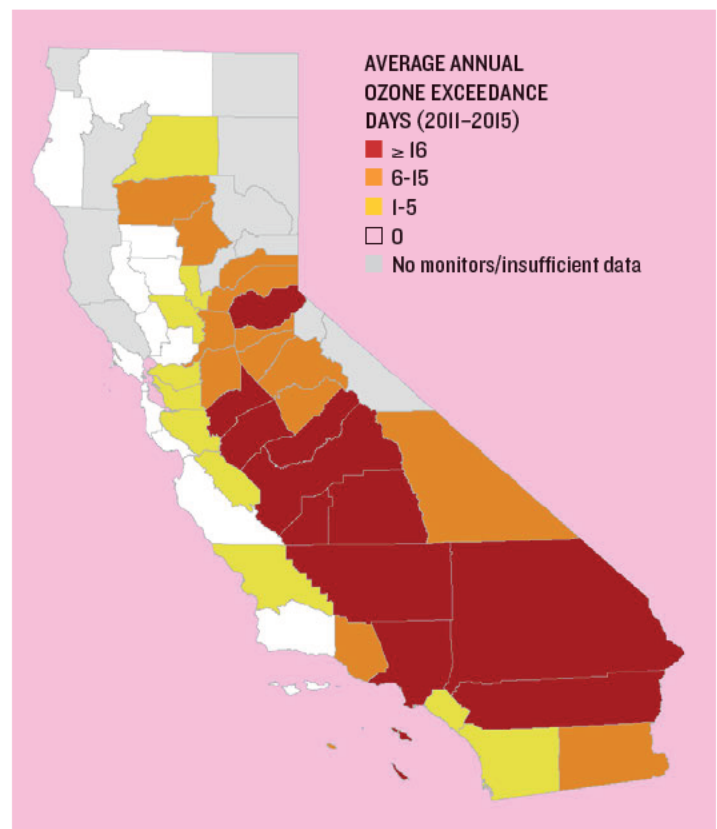 AVERAGE ANNUAL
OZONE EXCEEDANCE
DAYS (2011–2015)
≥ 16
6-15
1-5
0
No monitors/insufficient data